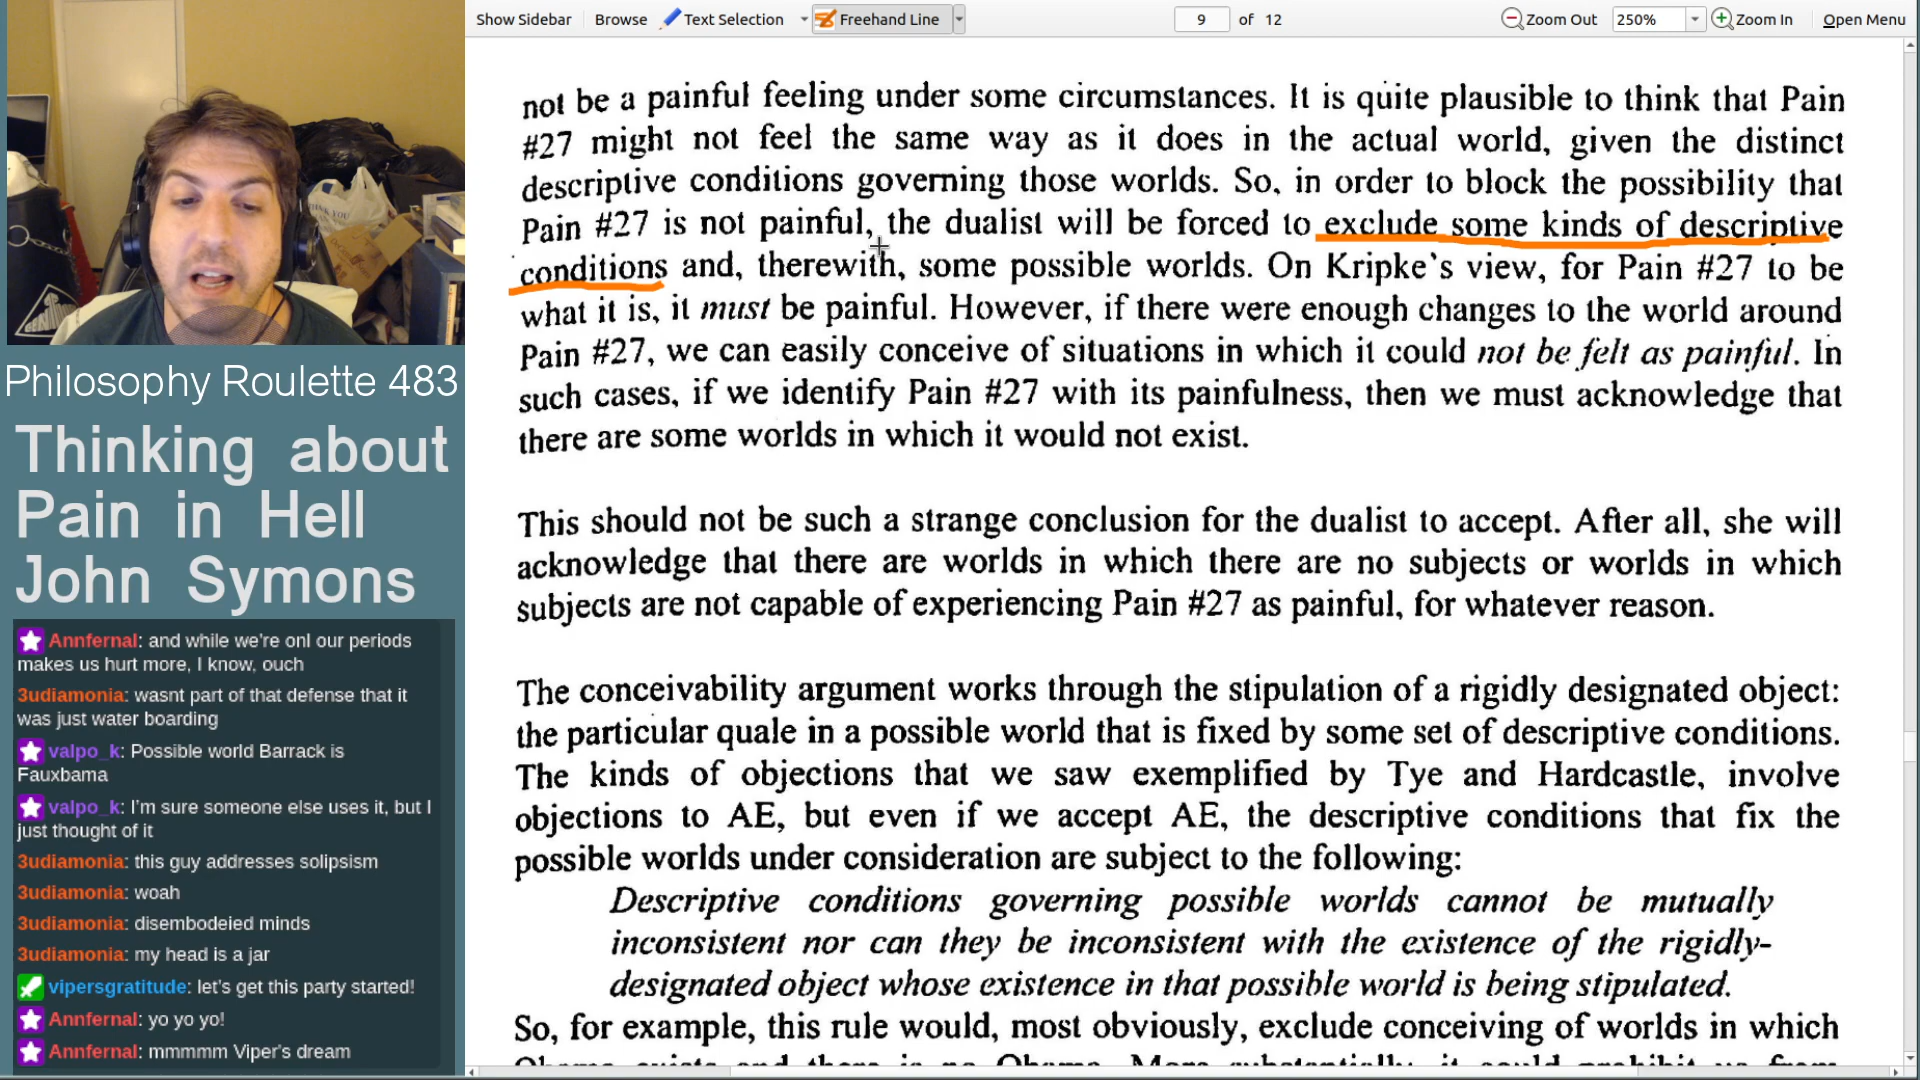 Show Sidebar Browse Text Selection Freehand Line 9 of 12 Zoom Out 250% Zoom In Open Menu
not be a painful feeling under some circumstances. It is quite plausible to think that Pain
#27 might not feel the same way as it does in the actual world, given the distinct
descriptive conditions governing those worlds. So, in order to block the possibility that
Pain #27 is not painful, the dualist will be forced to exclude some kinds of descriptive
conditions and, therewith, some possible worlds. On Kripke's view, for Pain #27 to be
what it is, it must be painful. However, if there were enough changes to the world around
Pain #27, we can easily conceive of situations in which it could not be felt as painful. In
such cases, if we identify Pain #27 with its painfulness, then we must acknowledge that
there are some worlds in which it would not exist.
This should not be such a strange conclusion for the dualist to accept. After all, she will
acknowledge that there are worlds in which there are no subjects or worlds in which
subjects are not capable of experiencing Pain #27 as painful, for whatever reason.
The conceivability argument works through the stipulation of a rigidly designated object:
the particular quale in a possible world that is fixed by some set of descriptive conditions.
The kinds of objections that we saw exemplified by Tye and Hardcastle, involve
objections to AE, but even if we accept AE, the descriptive conditions that fix the
possible worlds under consideration are subject to the following:
Descriptive conditions governing possible worlds cannot be mutually
inconsistent nor can they be inconsistent with the existence of the rigidly-
designated object whose existence in that possible world is being stipulated.
So, for example, this rule would, most obviously, exclude conceiving of worlds in which
Obama exists and there is no Obama. More substantially, it could prohibit us from
Philosophy Roulette 483
Thinking about
Pain in Hell
John Symons
Annfernal: and while we're onl our periods
makes us hurt more, I know, ouch
3udiamonia: wasnt part of that defense that it
was just water boarding
valpo_k: Possible world Barrack is
Fauxbama
valpo_k: I'm sure someone else uses it, but I
just thought of it
3udiamonia: this guy addresses solipsism
3udiamonia: woah
3udiamonia: disembodeied minds
3udiamonia: my head is a jar
vipersgratitude: let's get this party started!
Annfernal: yo yo yo!
Annfernal: mmmmm Viper's dream